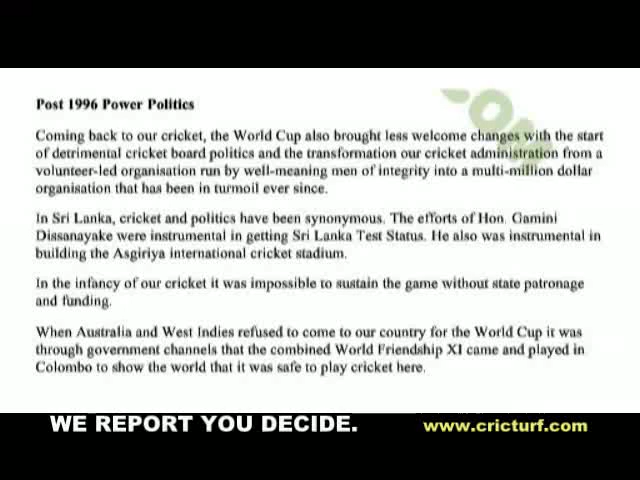 Post 1996 Power Politics
Coming back to our cricket, the World Cup also brought less welcome changes with the start
of detrimental cricket board politics and the transformation our cricket administration from a
volunteer-led organisation run by well-meaning men of integrity into a multi-million dollar
organisation that has been in turmoil ever since.
In Sri Lanka, cricket and politics have been synonymous. The efforts of Hon. Gamini
Dissanayake were instrumental in getting Sri Lanka Test Status. He also was instrumental in
building the Asgiriya international cricket stadium.
In the infancy of our cricket it was impossible to sustain the game without state patronage
and funding.
When Australia and West Indies refused to come to our country for the World Cup it was
through government channels that the combined World Friendship XI came and played in
Colombo to show the world that it was safe to play cricket here.
WE REPORT YOU DECIDE.
www.cricturf.com